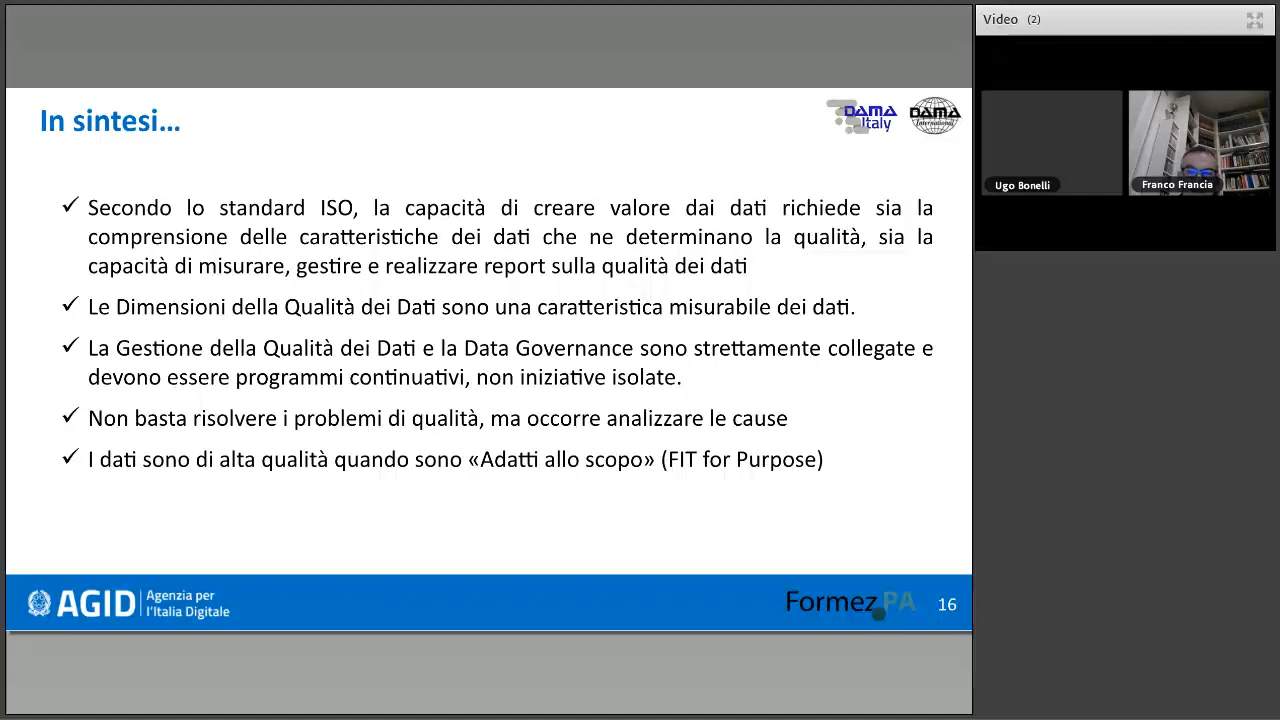 Video (2)
In sintesi...
DAMA
Italy
DAMA
International
Ugo Bonelli
Franco Francia
✓ Secondo lo standard ISO, la capacità di creare valore dai dati richiede sia la
comprensione delle caratteristiche dei dati che ne determinano la qualità, sia la
capacità di misurare, gestire e realizzare report sulla qualità dei dati
✓ Le Dimensioni della Qualità dei Dati sono una caratteristica misurabile dei dati.
✓ La Gestione della Qualità dei Dati e la Data Governance sono strettamente collegate e
devono essere programmi continuativi, non iniziative isolate.
✓ Non basta risolvere i problemi di qualità, ma occorre analizzare le cause
✓ I dati sono di alta qualità quando sono «Adatti allo scopo» (FIT for Purpose)
AGID
Agenzia per
l'Italia Digitale
Formez PA
16